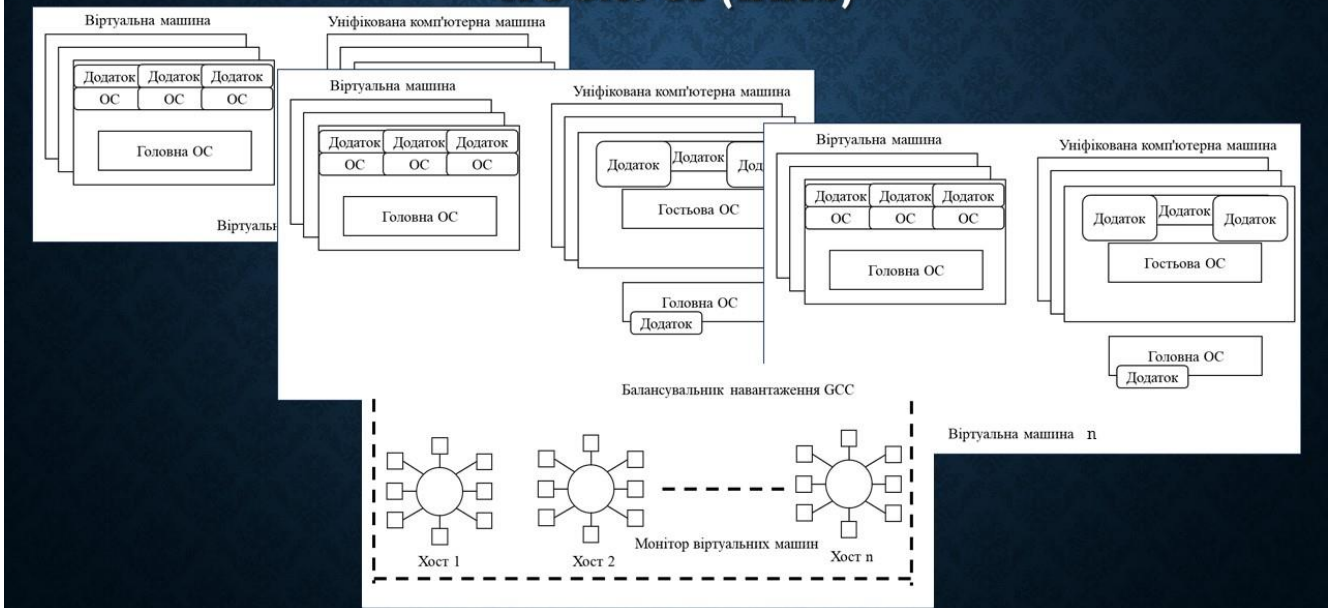 Віртуальна машина
Уніфікована комп'ютерна машина
Додаток Додаток Додаток
ОС ОС ОС
Головна ОС
Віртуальна машина
Уніфікована комп'ютерна машина
Додаток Додаток Додаток
ОС ОС ОС
Головна ОС
Додаток Додаток
Гостьова ОС
Головна ОС
Додаток
Віртуальна машина
Уніфікована комп'ютерна машина
Додаток Додаток Додаток
ОС ОС ОС
Головна ОС
Додаток Додаток Додаток
Гостьова ОС
Головна ОС
Додаток
Віртуальна машина n
Балансувальник навантаження GCC
Монітор віртуальних машин
Хост 1 Хост 2 Хост n